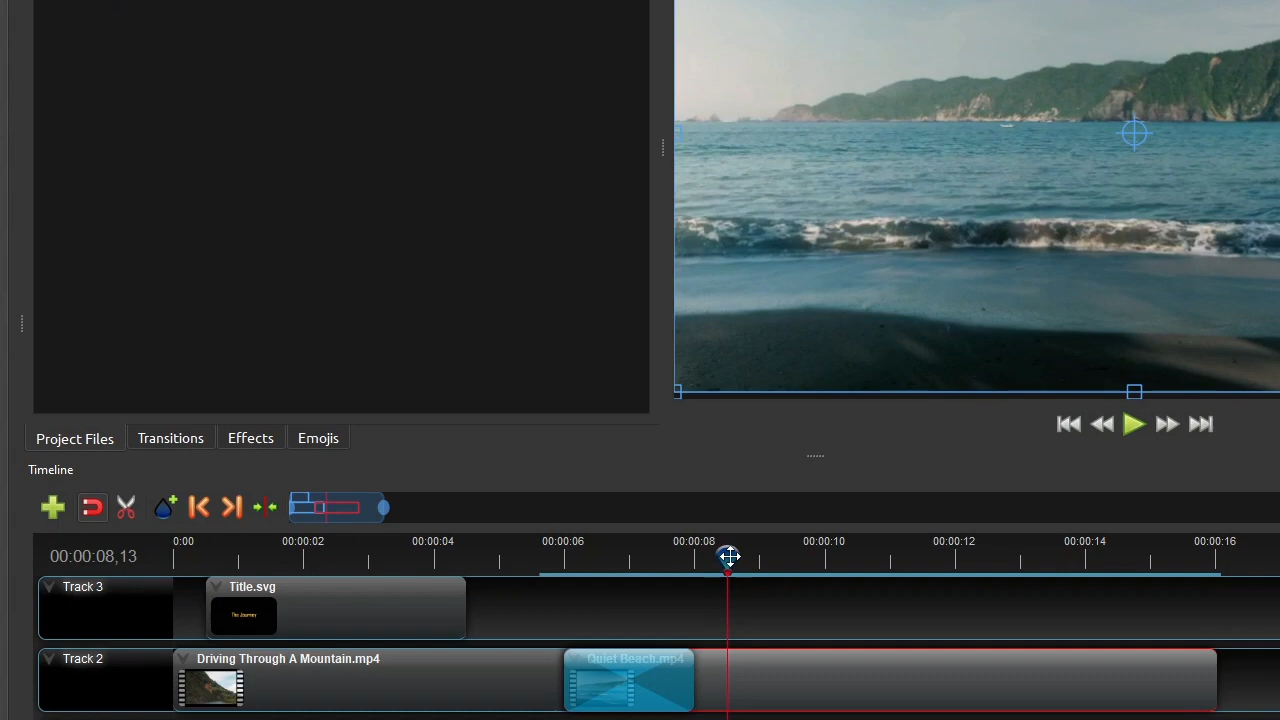 Project Files Transitions Effects Emojis
Timeline
0:00 00:00:02 00:00:04 00:00:06 00:00:08 00:00:10 00:00:12 00:00:14 00:00:16
00:00:08,13
Track 3 Title.svg
The Journey
Track 2 Driving Through A Mountain.mp4 Quiet Beach.mp4